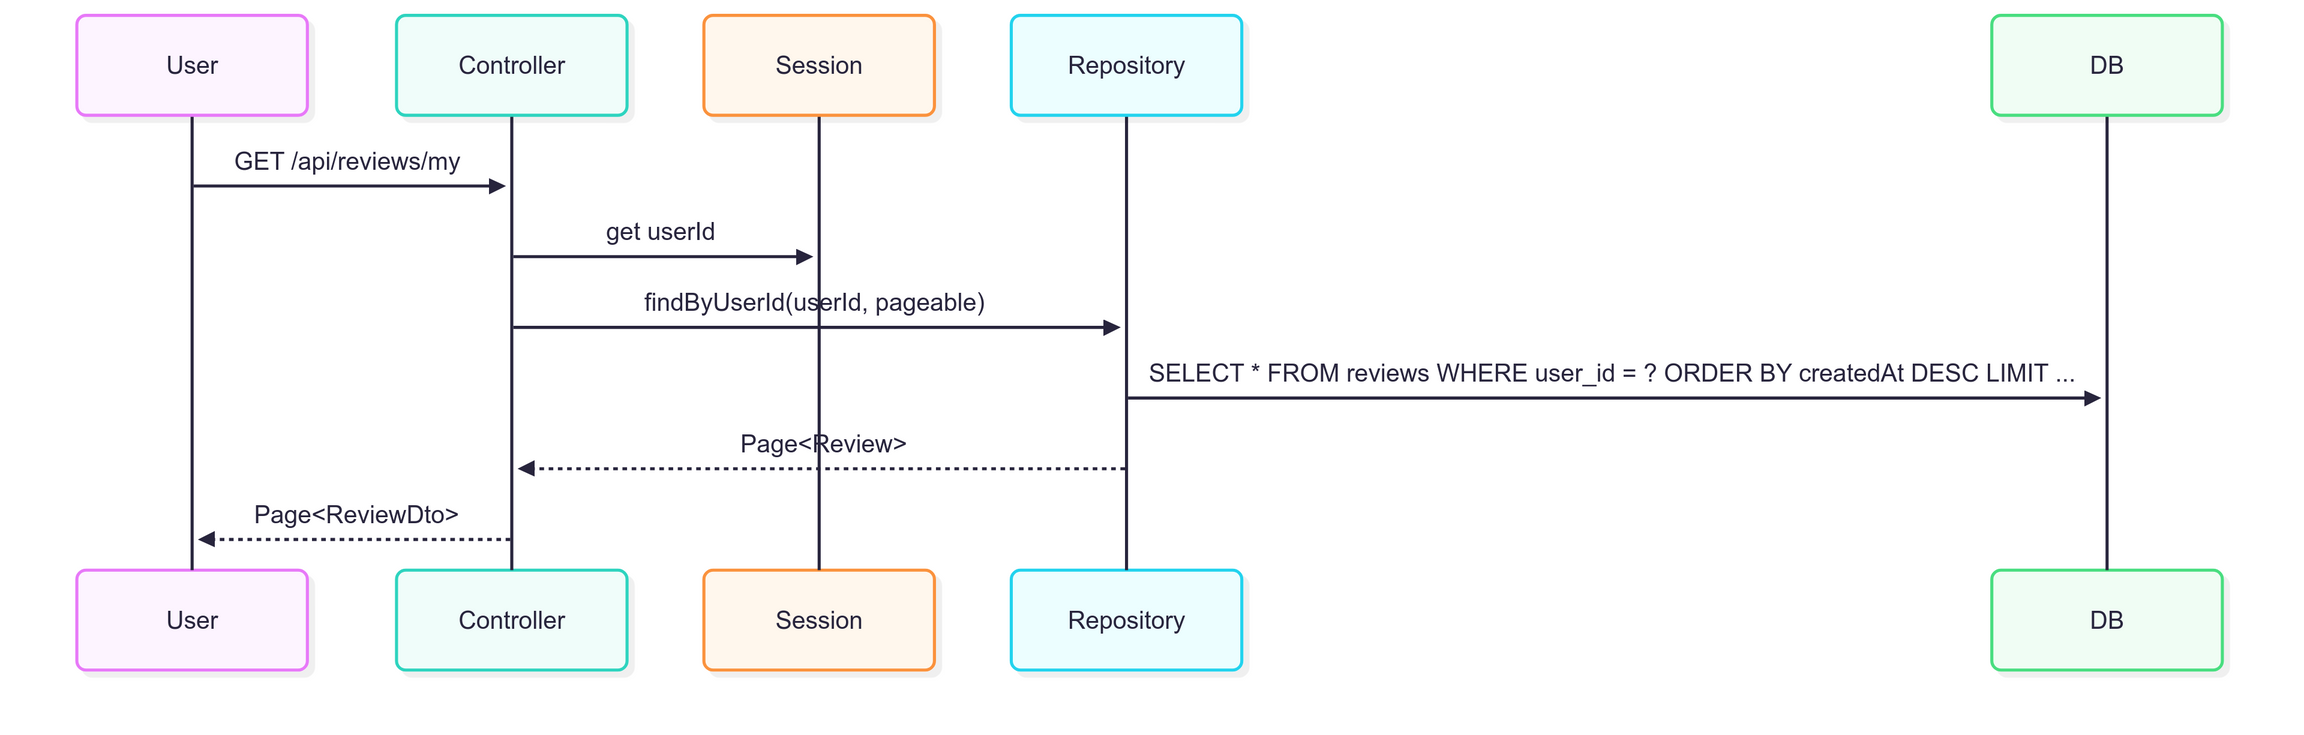 User
Controller
Session
Repository
DB
GET /api/reviews/my
get userId
findByUserId(userId, pageable)
SELECT * FROM reviews WHERE user_id = ? ORDER BY createdAt DESC LIMIT ...
Page<Review>
Page<ReviewDto>
User
Controller
Session
Repository
DB